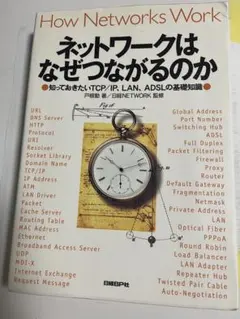 How Networks Work
ネットワークは
なぜつながるのか
●知っておきたいTCP/IP、LAN、ADSLの基礎知識●
戸根勤 著/日経NETWORK 監修
URL
DNS Server
HTTP
Protocol
URI
Resolver
Socket Library
Domain Name
TCP/IP
IP Address
ATM
LAN Driver
Packet
Cache Server
Routing Table
MAC Address
Ethernet
Broadband Access Server
UDP
MDI-X
Internet Exchange
Request Message
Global Address
Port Number
Switching Hub
ADSL
Full Duplex
Packet Filtering
Firewall
Proxy
Router
Default Gateway
Fragmentation
Netmask
Private Address
LAN
Optical Fiber
PPPoA
Round Robin
Load Balancer
LAN Adapter
Repeater Hub
Twisted Pair Cable
Auto-Negotiation
日経BP社